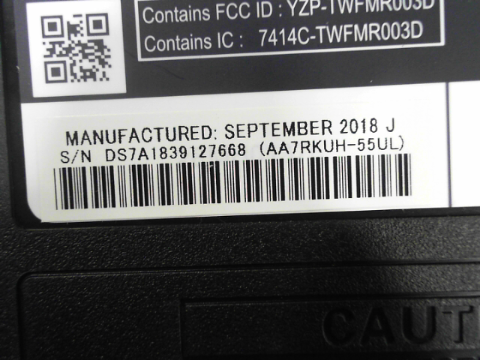 Contains FCC ID : YZP-TWFMR003D
Contains IC : 7414C-TWFMR003D
MANUFACTURED: SEPTEMBER 2018 J
S/N DS7A1839127668 (AA7RKUH-55UL)